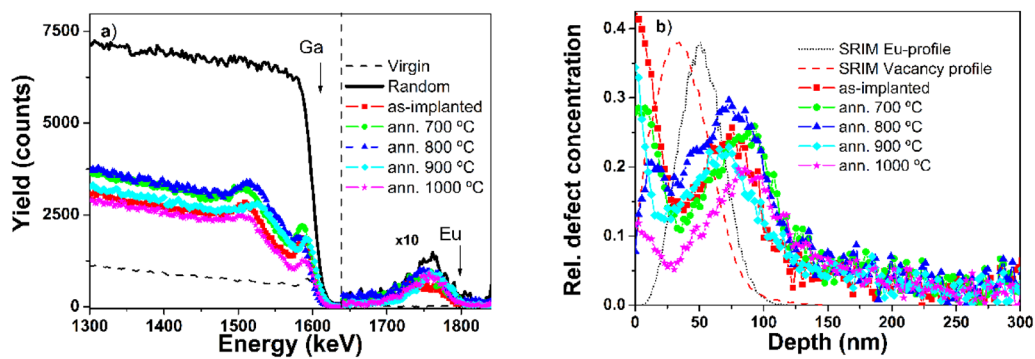 7500
5000
2500
0
Yield (counts)
a)
Ga
Virgin
Random
as-implanted
ann. 700 ºC
ann. 800 ºC
ann. 900 ºC
ann. 1000 ºC
x10
Eu
1300 1400 1500 1600 1700 1800
Energy (keV)
0.4
0.3
0.2
0.1
0.0
Rel. defect concentration
b)
SRIM Eu-profile
SRIM Vacancy profile
as-implanted
ann. 700 ºC
ann. 800 ºC
ann. 900 ºC
ann. 1000 ºC
0 50 100 150 200 250 300
Depth (nm)